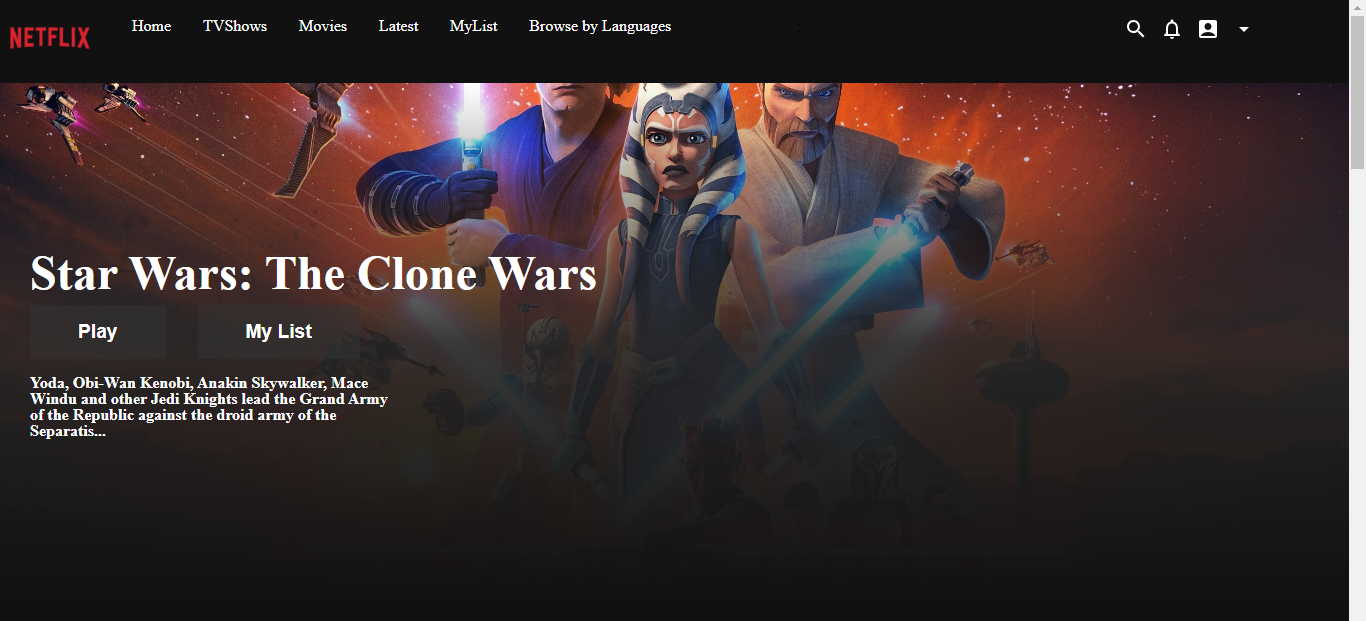 NETFLIX Home TVShows Movies Latest MyList Browse by Languages
Star Wars: The Clone Wars
Play My List
Yoda, Obi-Wan Kenobi, Anakin Skywalker, Mace
Windu and other Jedi Knights lead the Grand Army
of the Republic against the droid army of the
Separatis...